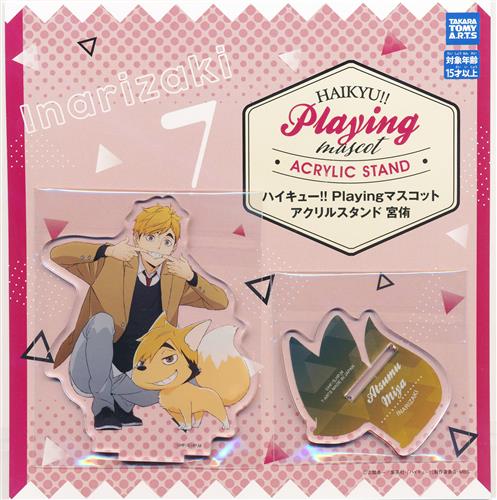 TAKARA
TOMY
A.R.T.S
対象年齢
15才以上
Inarizaki
7
HAIKYU!!
Playing
mascot
ACRYLIC STAND
ハイキュー!! Playingマスコット
アクリルスタンド 宮侑
Atsumu
Miya
INARIZAKI